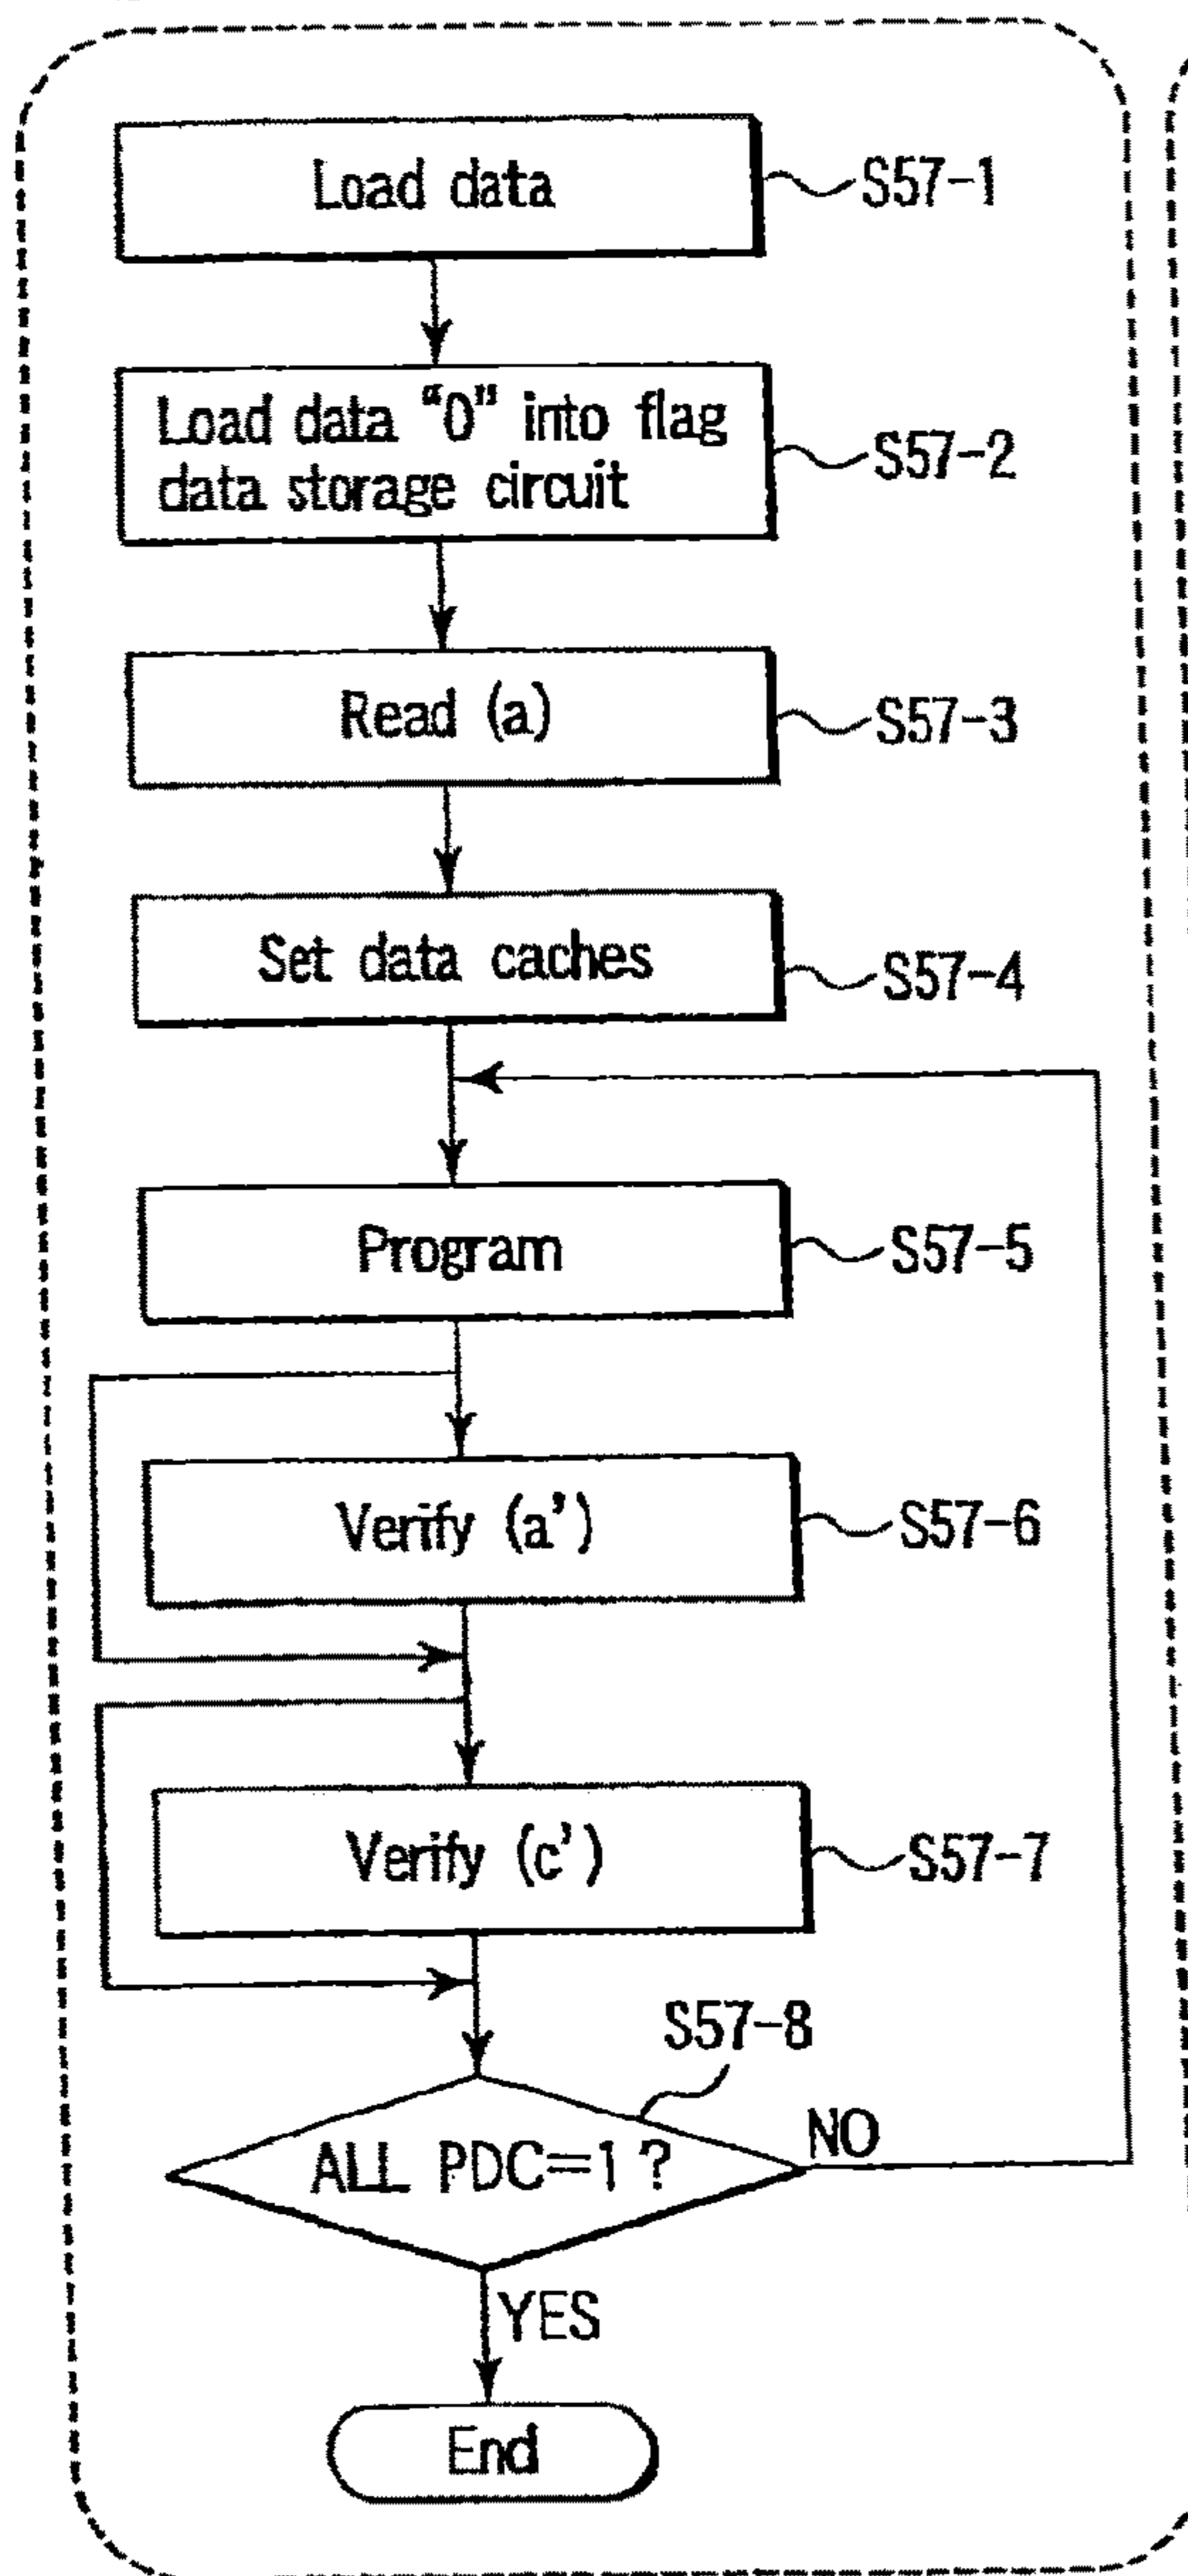 Load data
S57-1
Load data "0" into flag
data storage circuit
S57-2
Read (a)
S57-3
Set data caches
S57-4
Program
S57-5
Verify (a')
S57-6
Verify (c')
S57-7
S57-8
ALL PDC=1 ?
NO
YES
End